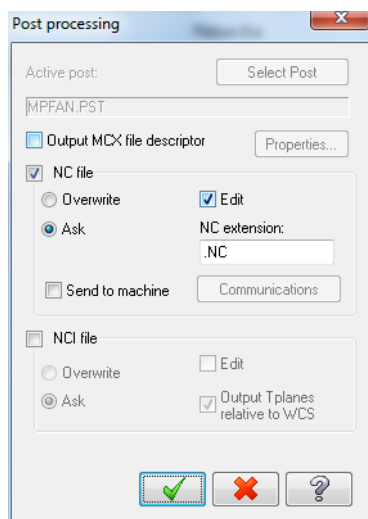 Post processing
Active post:
Select Post
MPFAN.PST
Output MCX file descriptor
Properties...
NC file
Overwrite
Edit
Ask
NC extension:
.NC
Send to machine
Communications
NCI file
Overwrite
Edit
Ask
Output Tplanes
relative to WCS